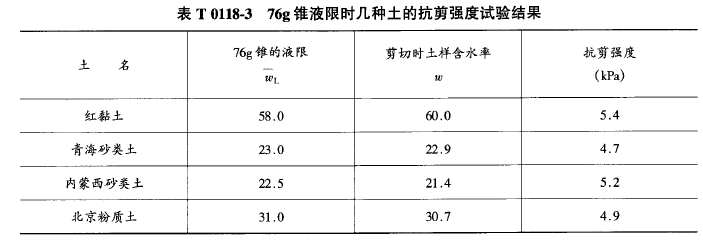 表 T 0118-3 76g 锥液限时几种土的抗剪强度试验结果
土 名 76g 锥的液限 w̄L 剪切时土样含水率 w 抗剪强度 (kPa)
红黏土 58.0 60.0 5.4
青海砂类土 23.0 22.9 4.7
内蒙西砂类土 22.5 21.4 5.2
北京粉质土 31.0 30.7 4.9